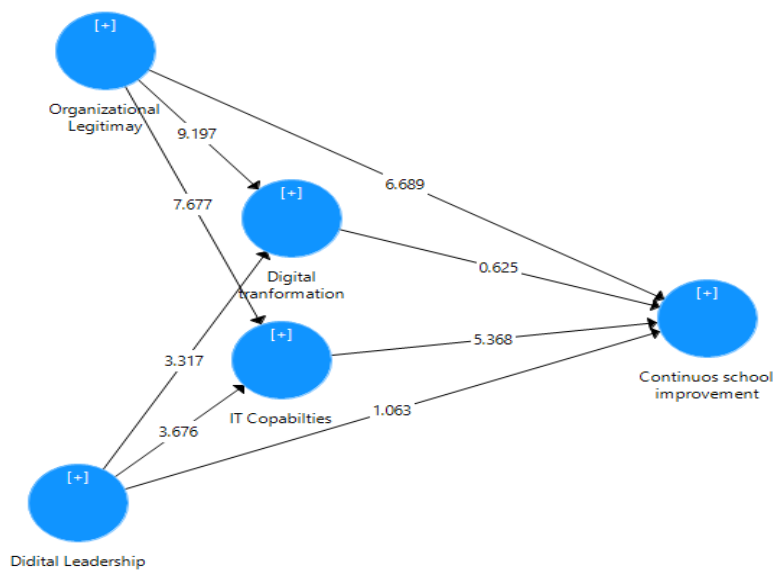 [+]
Organizational
Legitimay
9.197
6.689
7.677
[+]
Digital
tranformation
0.625
[+]
Continuos school
improvement
[+]
IT Copabilties
5.368
3.317
3.676
1.063
[+]
Didital Leadership